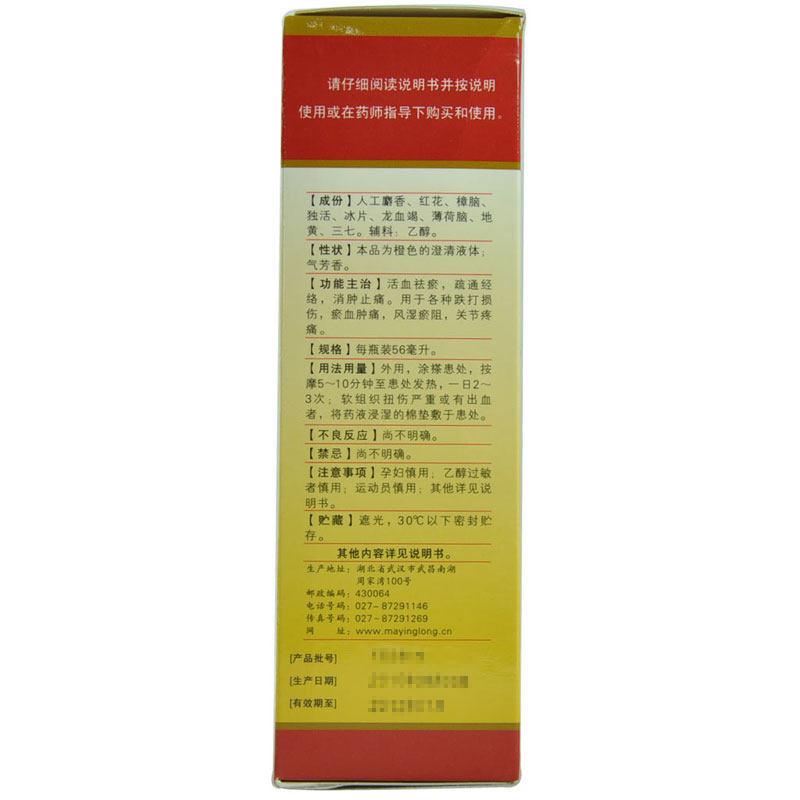 请仔细阅读说明书并按说明
使用或在药师指导下购买和使用。
【成份】人工麝香、红花、樟脑、
独活、冰片、龙血竭、薄荷脑、地
黄、三七。辅料：乙醇。
【性状】本品为橙色的澄清液体；
气芳香。
【功能主治】活血祛瘀，疏通经
络，消肿止痛。用于各种跌打损
伤，瘀血肿痛，风湿瘀阻，关节疼
痛。
【规格】每瓶装56毫升。
【用法用量】外用，涂搽患处，按
摩5～10分钟至患处发热，一日2～
3次；软组织扭伤严重或有出血
者，将药液浸湿的棉垫敷于患处。
【不良反应】尚不明确。
【禁忌】尚不明确。
【注意事项】孕妇慎用；乙醇过敏
者慎用；运动员慎用；其他详见说
明书。
【贮藏】遮光，30℃以下密封贮
存。
其他内容详见说明书。
生产地址：湖北省武汉市武昌南湖
周家湾100号
邮政编码：430064
电话号码：027-87291146
传真号码：027-87291269
网 址：www.mayinglong.cn
[产品批号]
[生产日期]
[有效期至]